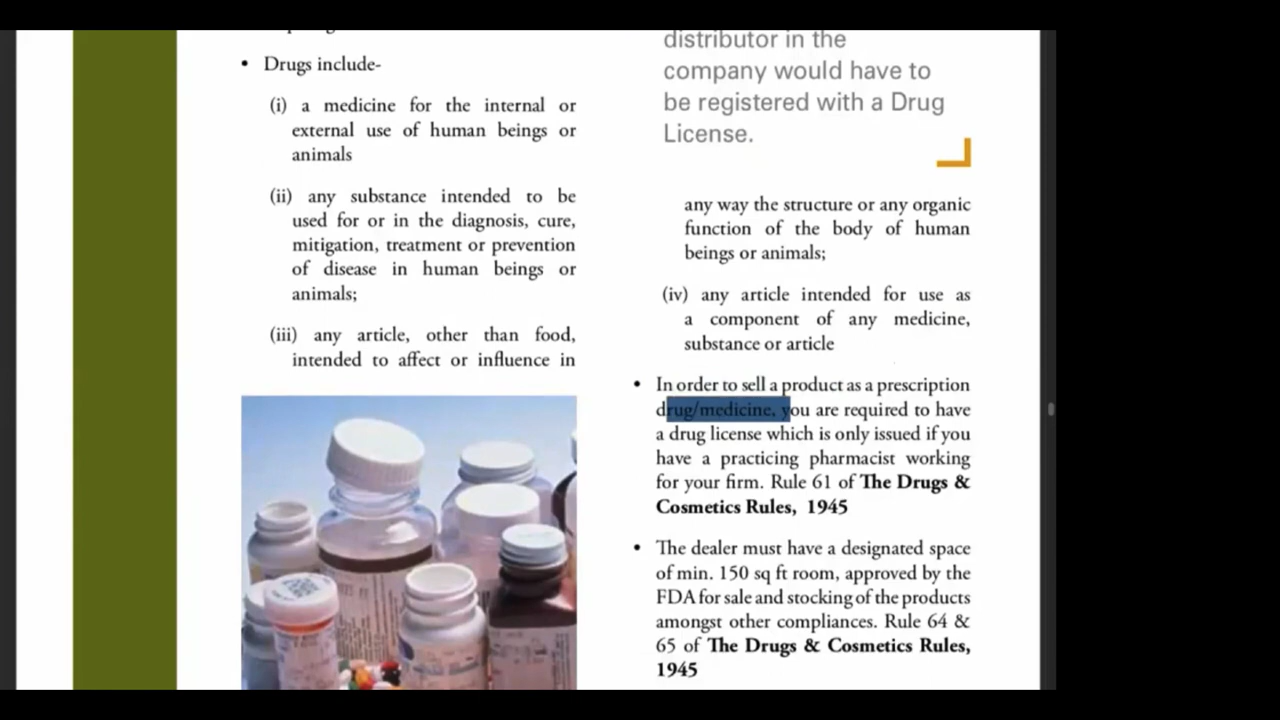 • Drugs include-
(i) a medicine for the internal or
external use of human beings or
animals
(ii) any substance intended to be
used for or in the diagnosis, cure,
mitigation, treatment or prevention
of disease in human beings or
animals;
(iii) any article, other than food,
intended to affect or influence in
distributor in the
company would have to
be registered with a Drug
License.
any way the structure or any organic
function of the body of human
beings or animals;
(iv) any article intended for use as
a component of any medicine,
substance or article
• In order to sell a product as a prescription
drug/medicine, you are required to have
a drug license which is only issued if you
have a practicing pharmacist working
for your firm. Rule 61 of The Drugs &
Cosmetics Rules, 1945
• The dealer must have a designated space
of min. 150 sq ft room, approved by the
FDA for sale and stocking of the products
amongst other compliances. Rule 64 &
65 of The Drugs & Cosmetics Rules,
1945